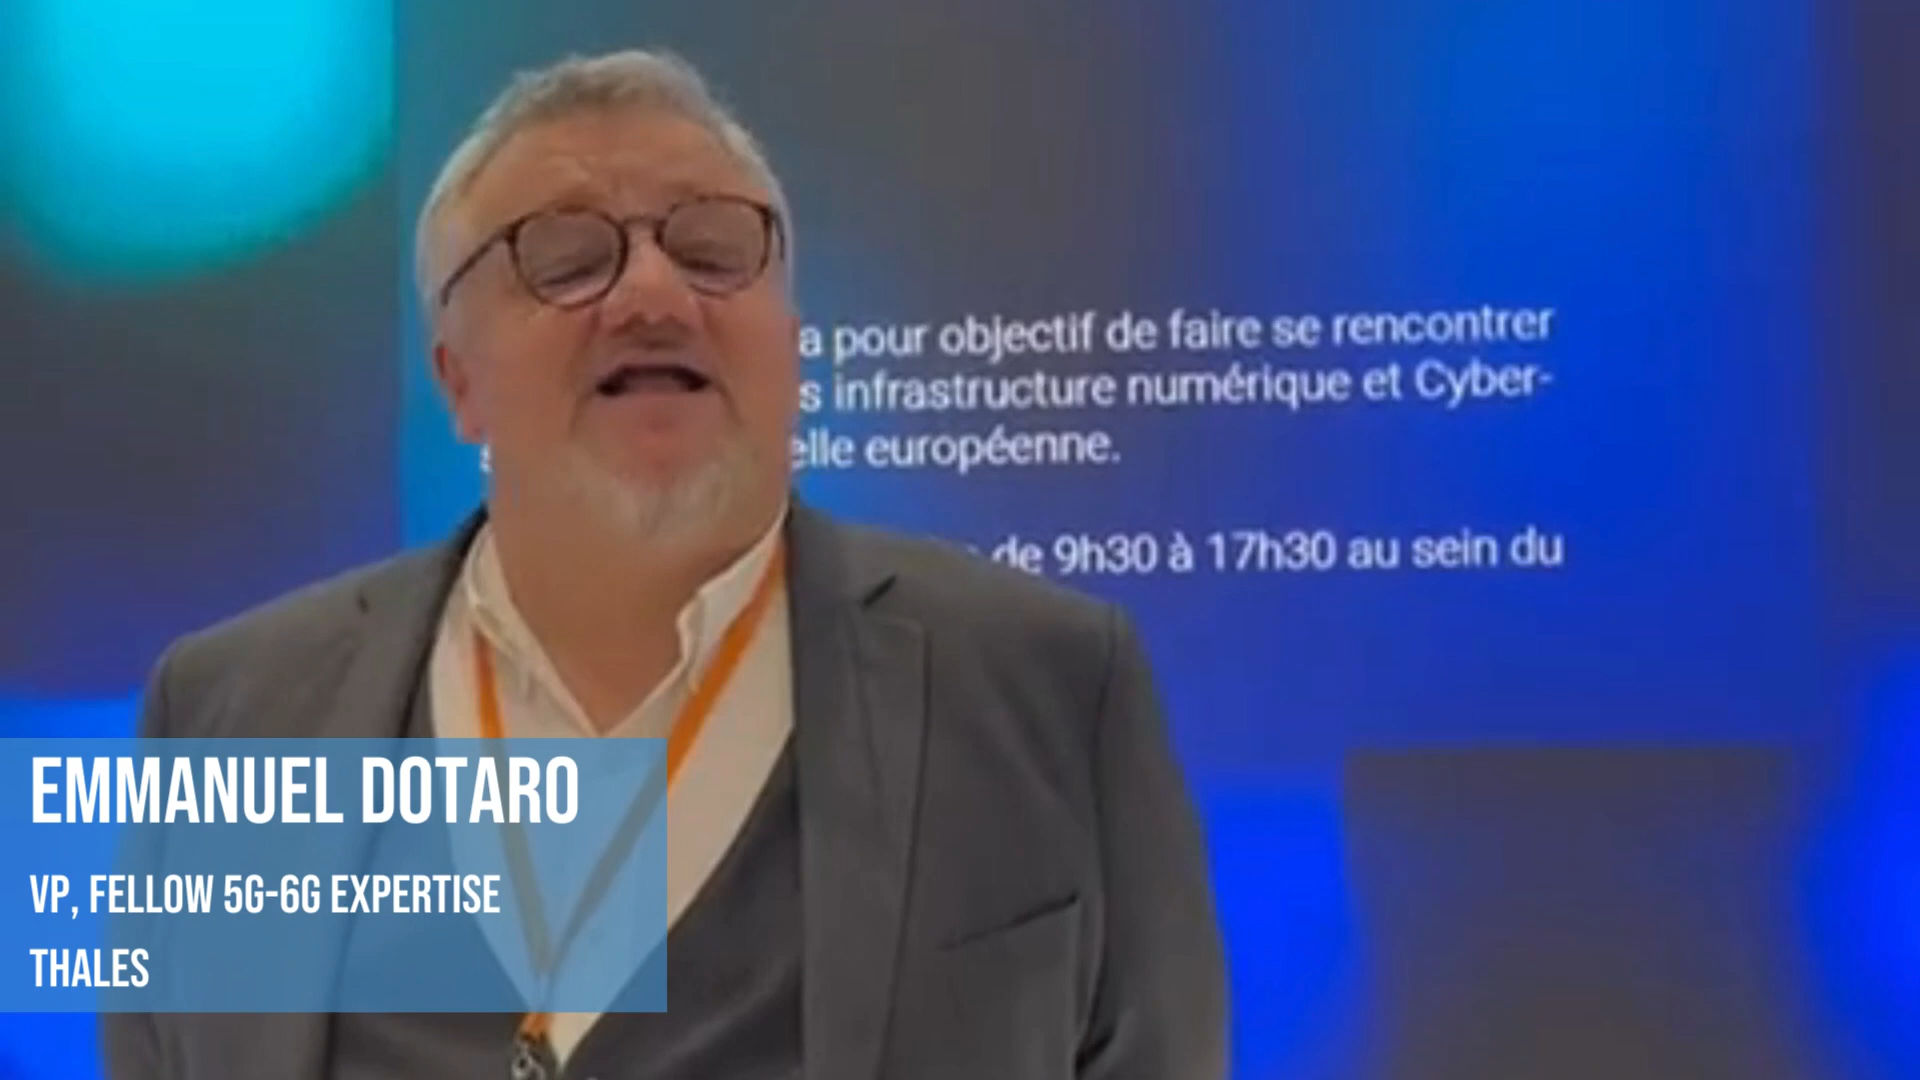 a pour objectif de faire se rencontrer
s infrastructure numérique et Cyber-
elle européenne.
de 9h30 à 17h30 au sein du
EMMANUEL DOTARO
VP, FELLOW 5G-6G EXPERTISE
THALES